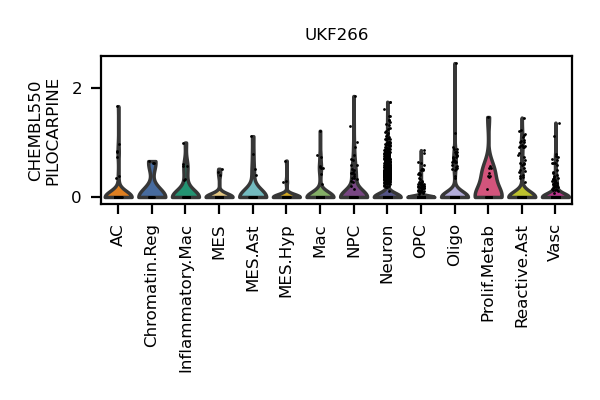 UKF266
CHEMBL550
PILOCARPINE
2
0
AC
Chromatin.Reg
Inflammatory.Mac
MES
MES.Ast
MES.Hyp
Mac
NPC
Neuron
OPC
Oligo
Prolif.Metab
Reactive.Ast
Vasc